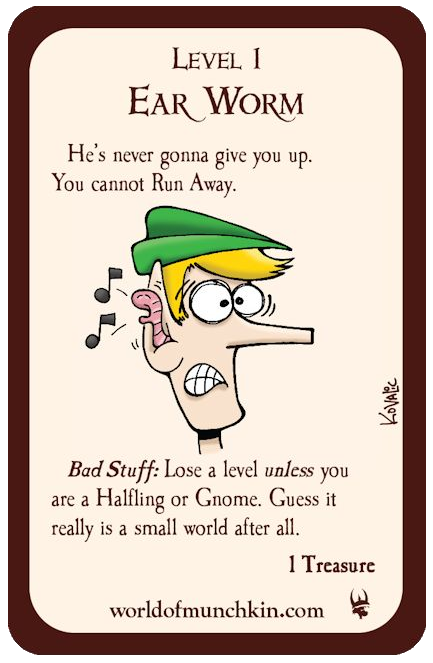 Level 1
Ear Worm
He's never gonna give you up.
You cannot Run Away.
Kovalic
Bad Stuff: Lose a level unless you
are a Halfling or Gnome. Guess it
really is a small world after all.
1 Treasure
worldofmunchkin.com